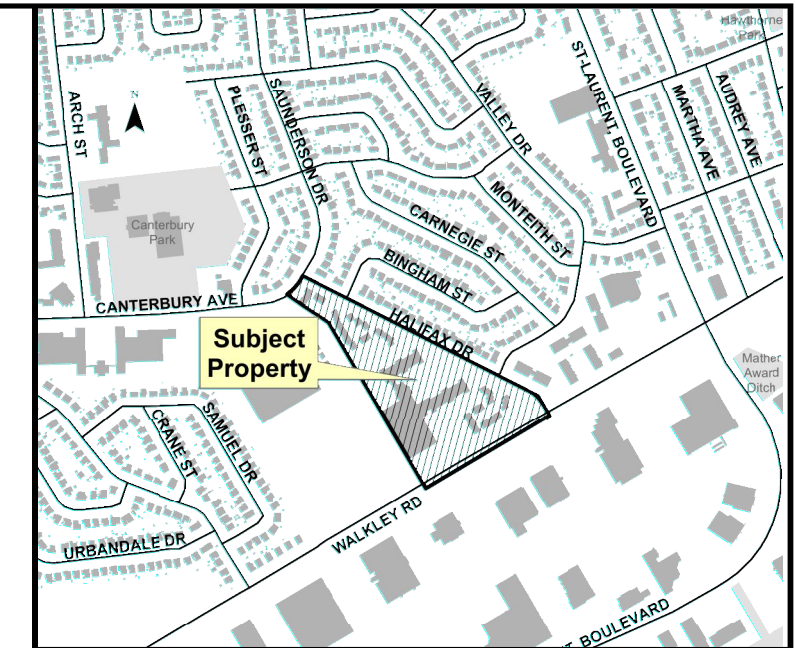 Hawthorne
Park
ARCH ST
N
PLESSER ST
SAUNDERSON DR
VALLEY DR
ST-LAURENT, BOULEVARD
MARTHA AVE
AUDREY AVE
MONTEITH ST
CARNEGIE ST
Canterbury
Park
BINGHAM ST
CANTERBURY AVE
HALIFAX DR
Subject
Property
Mather
Award
Ditch
SAMUEL DR
CRANE ST
WALKLEY RD
URBANDALE DR
T, BOULEVARD